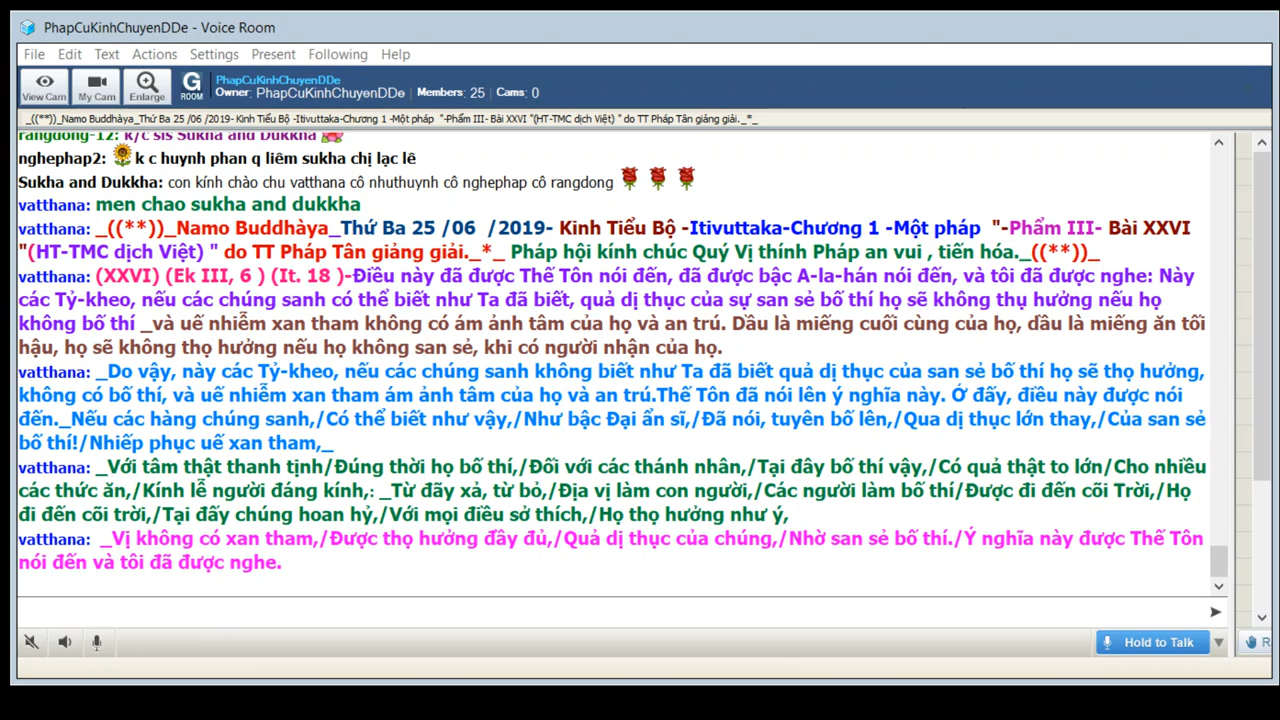 PhapCuKinhChuyenDDe - Voice Room
File Edit Text Actions Settings Present Following Help
View Cam My Cam Enlarge G ROOM
PhapCuKinhChuyenDDe
Owner: PhapCuKinhChuyenDDe Members: 25 Cams: 0
_((**))_Namo Buddhàya_Thứ Ba 25 /06 /2019- Kinh Tiểu Bộ -Itivuttaka-Chương 1 -Một pháp "-Phẩm III- Bài XXVI "(HT-TMC dịch Việt) " do TT Pháp Tân giảng giải._*_
rangdong-12: k/c sis Sukha and Dukkha
nghephap2: k c huynh phan q liêm sukha chị lạc lê
Sukha and Dukkha: con kính chào chu vatthana cô nhuthuynh cô nghephap cô rangdong
vatthana: men chao sukha and dukkha
vatthana: _((**))_Namo Buddhàya_Thứ Ba 25 /06 /2019- Kinh Tiểu Bộ -Itivuttaka-Chương 1 -Một pháp "-Phẩm III- Bài XXVI
"(HT-TMC dịch Việt) " do TT Pháp Tân giảng giải._*_ Pháp hội kính chúc Quý Vị thính Pháp an vui , tiến hóa._((**))_
vatthana: (XXVI) (Ek III, 6 ) (It. 18 )-Điều này đã được Thế Tôn nói đến, đã được bậc A-la-hán nói đến, và tôi đã được nghe: Này
các Tỷ-kheo, nếu các chúng sanh có thể biết như Ta đã biết, quả dị thục của sự san sẻ bố thí họ sẽ không thụ hưởng nếu họ
không bố thí _và uế nhiễm xan tham không có ám ảnh tâm của họ và an trú. Dầu là miếng cuối cùng của họ, dầu là miếng ăn tối
hậu, họ sẽ không thọ hưởng nếu họ không san sẻ, khi có người nhận của họ.
vatthana: _Do vậy, này các Tỷ-kheo, nếu các chúng sanh không biết như Ta đã biết quả dị thục của san sẻ bố thí họ sẽ thọ hưởng,
không có bố thí, và uế nhiễm xan tham ám ảnh tâm của họ và an trú.Thế Tôn đã nói lên ý nghĩa này. Ở đấy, điều này được nói
đến._Nếu các hàng chúng sanh,/Có thể biết như vậy,/Như bậc Đại ẩn sĩ,/Đã nói, tuyên bố lên,/Qua dị thục lớn thay,/Của san sẻ
bố thí!/Nhiếp phục uế xan tham,_
vatthana: _Với tâm thật thanh tịnh/Đúng thời họ bố thí,/Đối với các thánh nhân,/Tại đây bố thí vậy,/Có quả thật to lớn/Cho nhiều
các thức ăn,/Kính lễ người đáng kính,: _Từ đãy xả, từ bỏ,/Địa vị làm con người,/Các người làm bố thí/Được đi đến cõi Trời,/Họ
đi đến cõi trời,/Tại đấy chúng hoan hỷ,/Với mọi điều sở thích,/Họ thọ hưởng như ý,
vatthana: _Vị không có xan tham,/Được thọ hưởng đầy đủ,/Quả dị thục của chúng,/Nhờ san sẻ bố thí./Ý nghĩa này được Thế Tôn
nói đến và tôi đã được nghe.
Hold to Talk